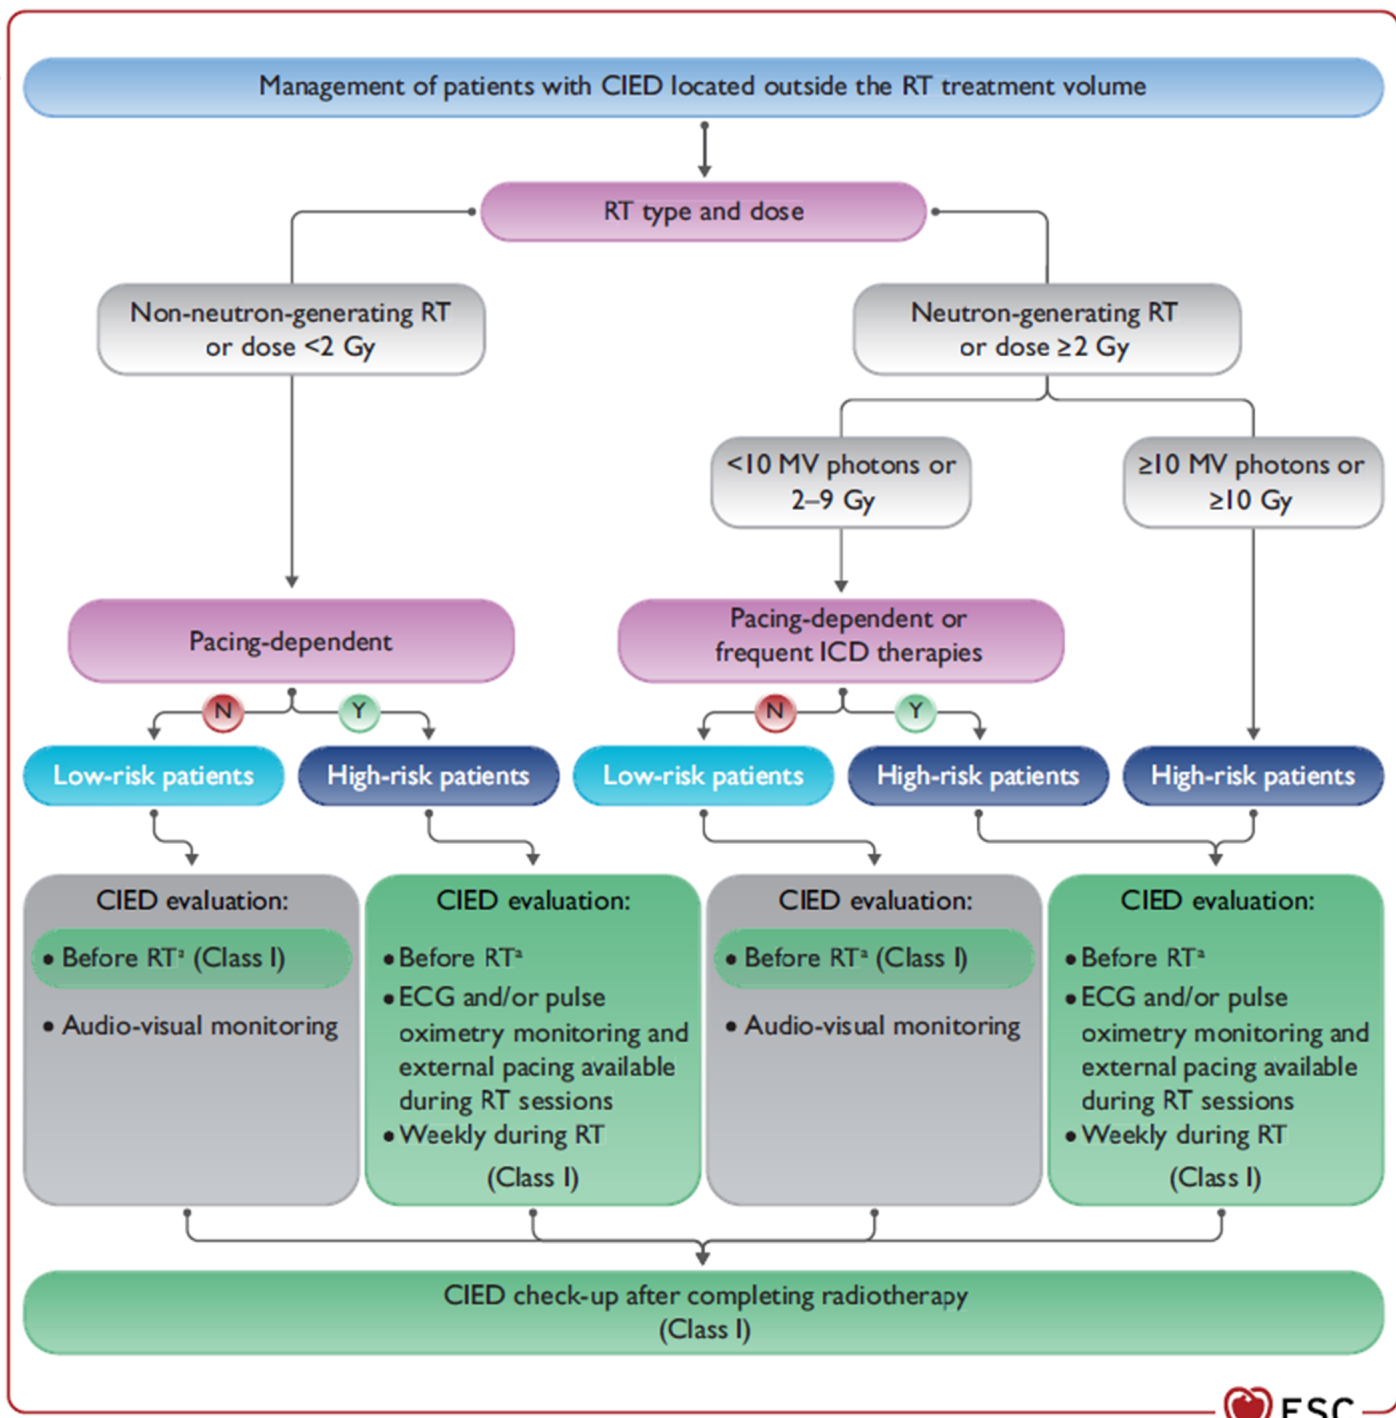 Management of patients with CIED located outside the RT treatment volume
RT type and dose
Non-neutron-generating RT
or dose <2 Gy
Neutron-generating RT
or dose ≥2 Gy
<10 MV photons or
2–9 Gy
≥10 MV photons or
≥10 Gy
Pacing-dependent
Pacing-dependent or
frequent ICD therapies
N
Y
N
Y
Low-risk patients
High-risk patients
Low-risk patients
High-risk patients
High-risk patients
CIED evaluation:
• Before RTᵃ (Class I)
• Audio-visual monitoring
CIED evaluation:
• Before RTᵃ
• ECG and/or pulse
oximetry monitoring and
external pacing available
during RT sessions
• Weekly during RT
(Class I)
CIED evaluation:
• Before RTᵃ (Class I)
• Audio-visual monitoring
CIED evaluation:
• Before RTᵃ
• ECG and/or pulse
oximetry monitoring and
external pacing available
during RT sessions
• Weekly during RT
(Class I)
CIED check-up after completing radiotherapy
(Class I)
ESC